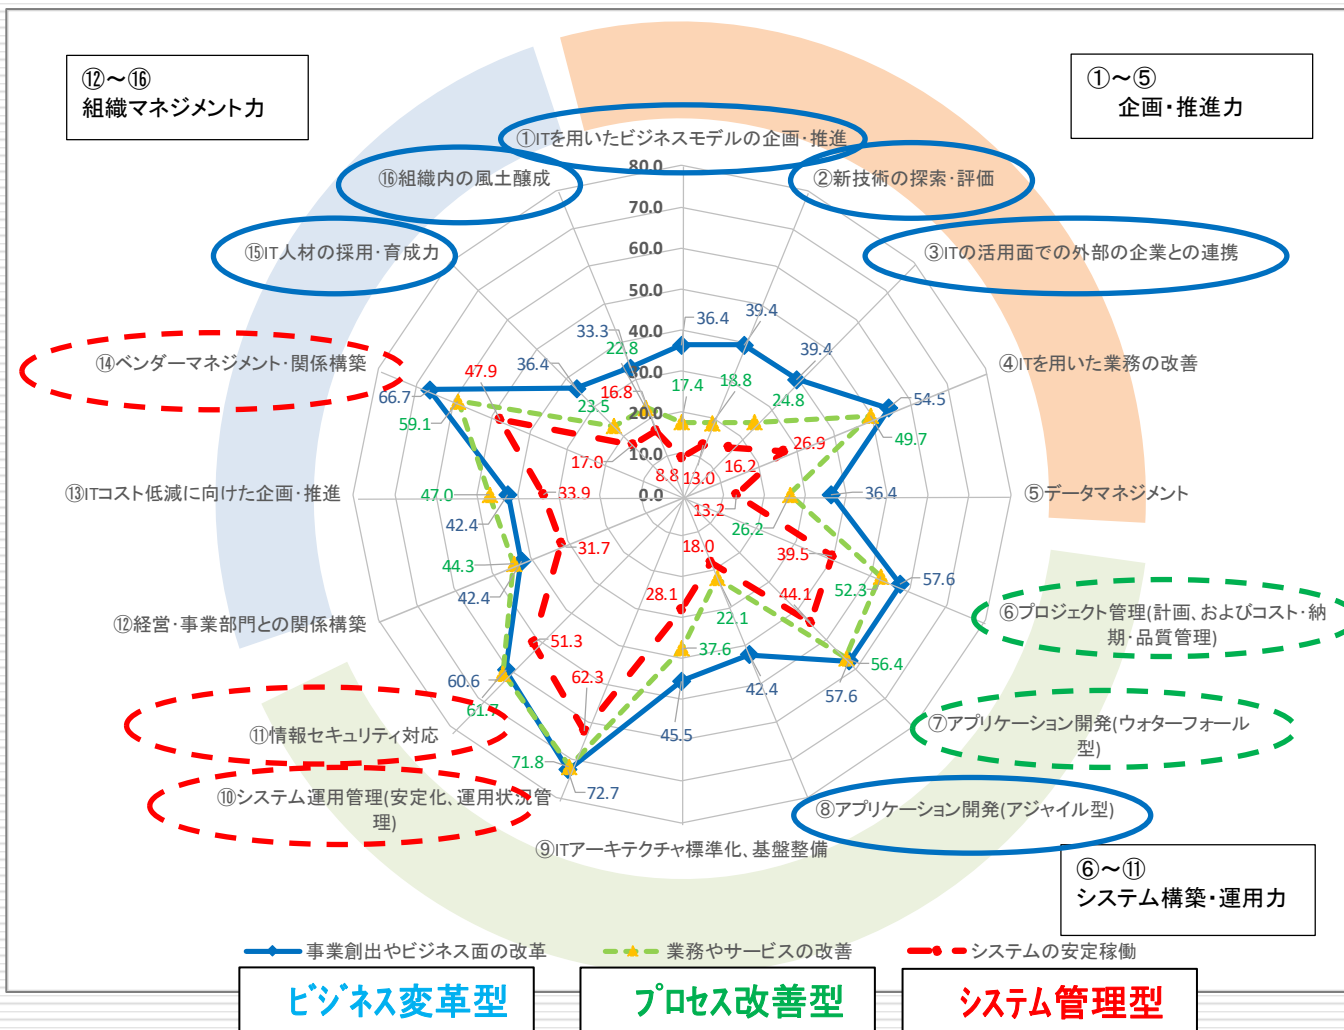 ⑫～⑯
組織マネジメント力
①～⑤
企画・推進力
①ITを用いたビジネスモデルの企画・推進
⑯組織内の風土醸成
②新技術の探索・評価
⑮IT人材の採用・育成力
③ITの活用面での外部の企業との連携
⑭ベンダーマネジメント・関係構築
④ITを用いた業務の改善
⑬ITコスト低減に向けた企画・推進
⑤データマネジメント
⑫経営・事業部門との関係構築
⑥プロジェクト管理(計画、およびコスト・納
期・品質管理)
⑪情報セキュリティ対応
⑦アプリケーション開発(ウォターフォール
型)
⑩システム運用管理(安定化、運用状況管
理)
⑧アプリケーション開発(アジャイル型)
⑨ITアーキテクチャ標準化、基盤整備
80.0
70.0
60.0
50.0
40.0
30.0
20.0
10.0
0.0
36.4
39.4
39.4
54.5
36.4
57.6
57.6
42.4
45.5
72.7
60.6
42.4
42.4
66.7
36.4
33.3
17.4
18.8
24.8
49.7
26.2
52.3
56.4
22.1
37.6
71.8
61.7
44.3
47.0
59.1
23.5
22.8
8.8
13.0
16.2
26.9
13.2
39.5
44.1
18.0
28.1
62.3
51.3
31.7
33.9
47.9
17.0
16.8
⑥～⑪
システム構築・運用力
事業創出やビジネス面の改革
業務やサービスの改善
システムの安定稼働
ビジネス変革型
プロセス改善型
システム管理型